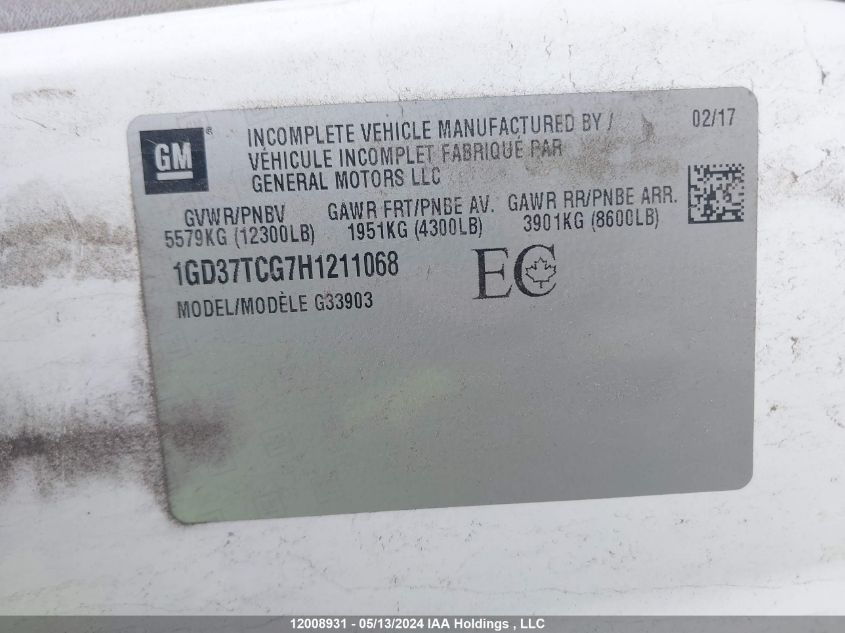 GM®
INCOMPLETE VEHICLE MANUFACTURED BY /
VÉHICULE INCOMPLET FABRIQUÉ PAR
GENERAL MOTORS LLC
02/17
GVWR/PNBV GAWR FRT/PNBE AV. GAWR RR/PNBE ARR.
5579KG (12300LB) 1951KG (4300LB) 3901KG (8600LB)
1GD37TCG7H1211068
EC
MODEL/MODÈLE G33903
12008931 - 05/13/2024 IAA Holdings , LLC